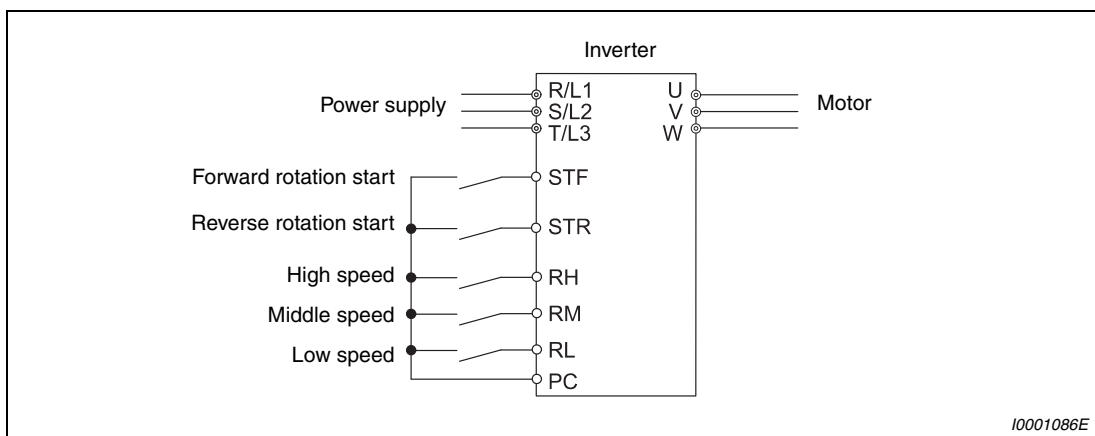 Inverter
Power supply
R/L1
S/L2
T/L3
U
V
W
Motor
Forward rotation start
STF
Reverse rotation start
STR
High speed
RH
Middle speed
RM
Low speed
RL
PC
I0001086E